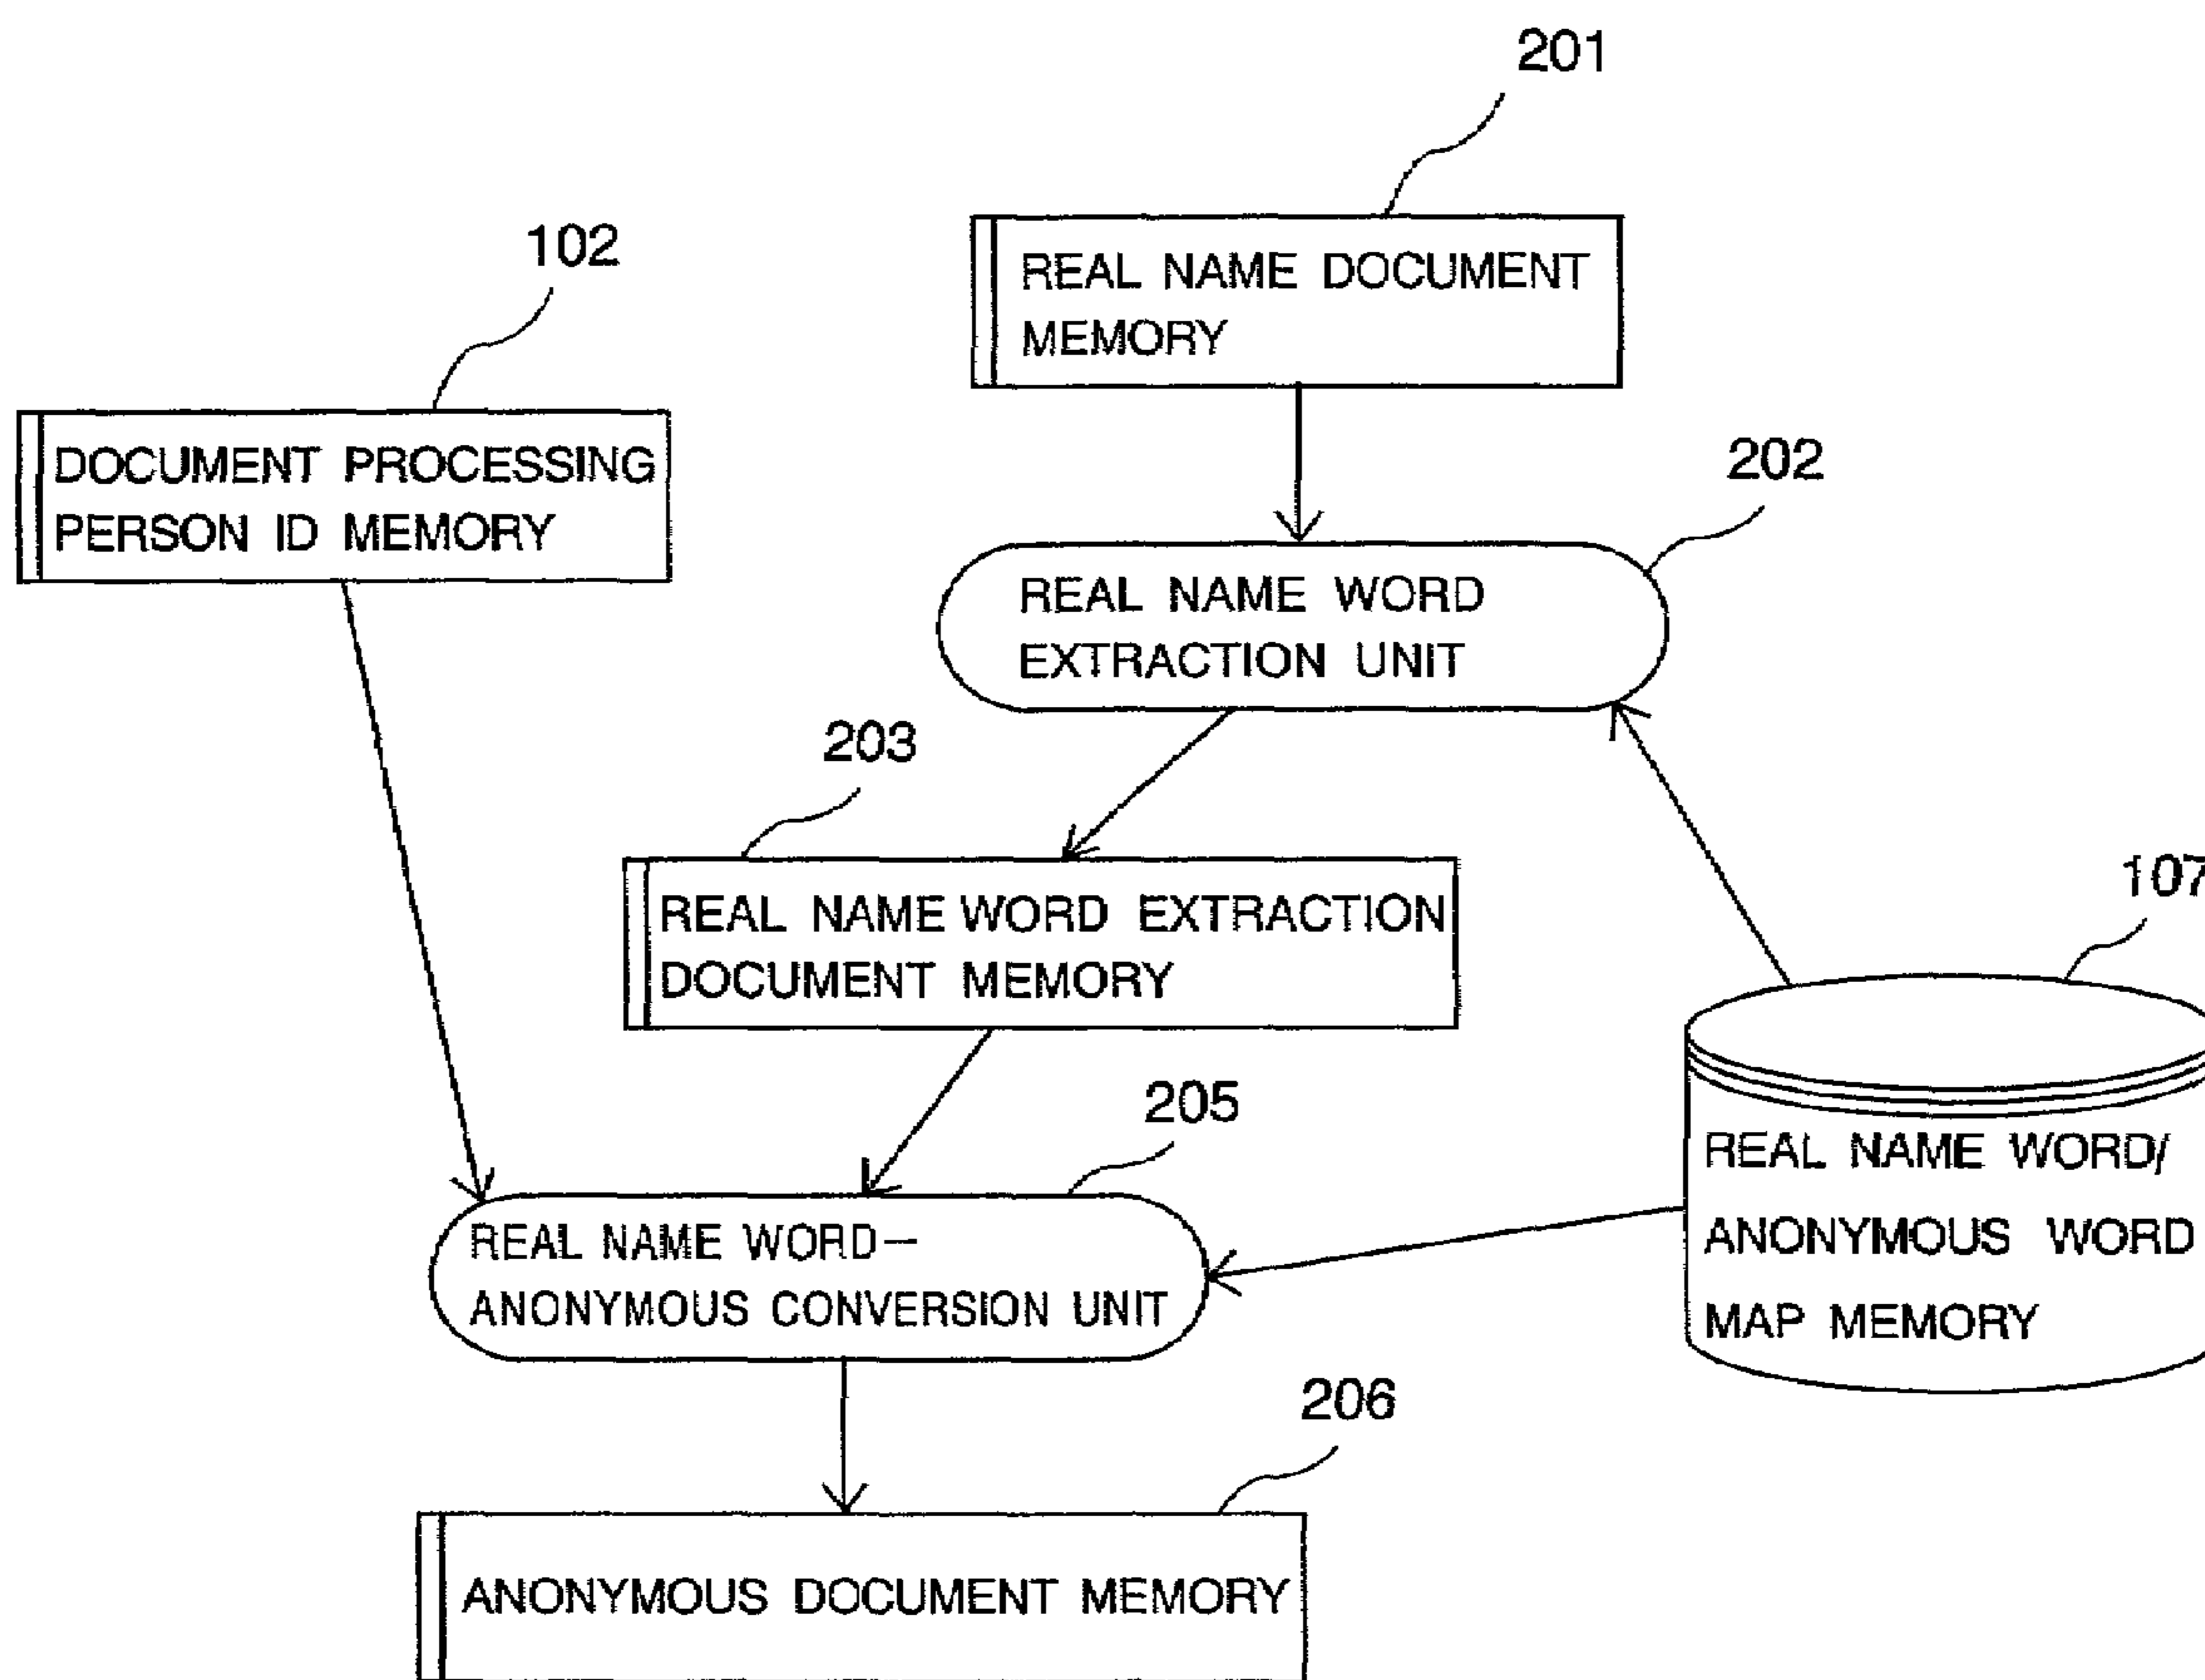 201
REAL NAME DOCUMENT
MEMORY
102
DOCUMENT PROCESSING
PERSON ID MEMORY
202
REAL NAME WORD
EXTRACTION UNIT
203
REAL NAME WORD EXTRACTION
DOCUMENT MEMORY
107
REAL NAME WORD/
ANONYMOUS WORD
MAP MEMORY
205
REAL NAME WORD—
ANONYMOUS CONVERSION UNIT
206
ANONYMOUS DOCUMENT MEMORY